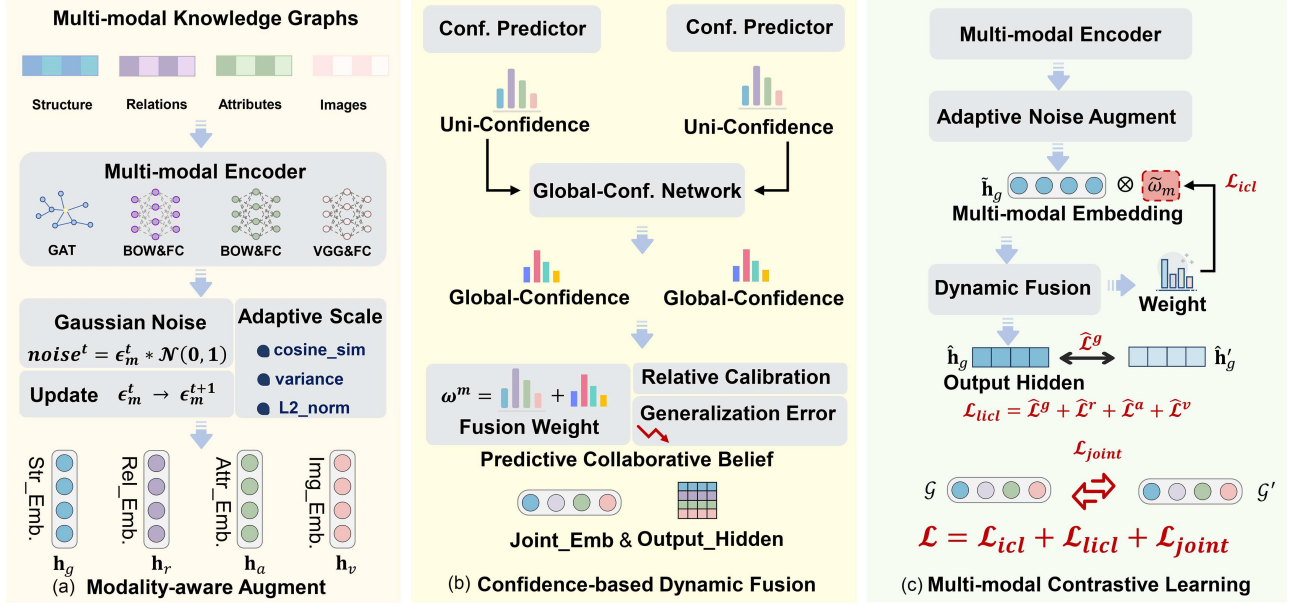 Multi-modal Knowledge Graphs
Structure Relations Attributes Images
Multi-modal Encoder
GAT BOW&FC BOW&FC VGG&FC
Gaussian Noise
noiseᵗ = ϵₘᵗ * 𝒩(0, 1)
Update ϵₘᵗ → ϵₘᵗ⁺¹
Adaptive Scale
cosine_sim
variance
L2_norm
Str_Emb. Rel_Emb. Attr_Emb. Img_Emb.
h_g h_r h_a h_v
(a) Modality-aware Augment
Conf. Predictor Conf. Predictor
Uni-Confidence Uni-Confidence
Global-Conf. Network
Global-Confidence Global-Confidence
ωᵐ = +
Fusion Weight
Relative Calibration
Generalization Error
Predictive Collaborative Belief
Joint_Emb & Output_Hidden
(b) Confidence-based Dynamic Fusion
Multi-modal Encoder
Adaptive Noise Augment
h̃_g ⊗ ω̃_m ℒ_icl
Multi-modal Embedding
Dynamic Fusion
Weight
ĥ_g ℒ̂^g ĥ′_g
Output Hidden
ℒ_licl = ℒ̂^g + ℒ̂^r + ℒ̂^a + ℒ̂^v
ℒ_joint
𝒢 𝒢′
ℒ = ℒ_icl + ℒ_licl + ℒ_joint
(c) Multi-modal Contrastive Learning